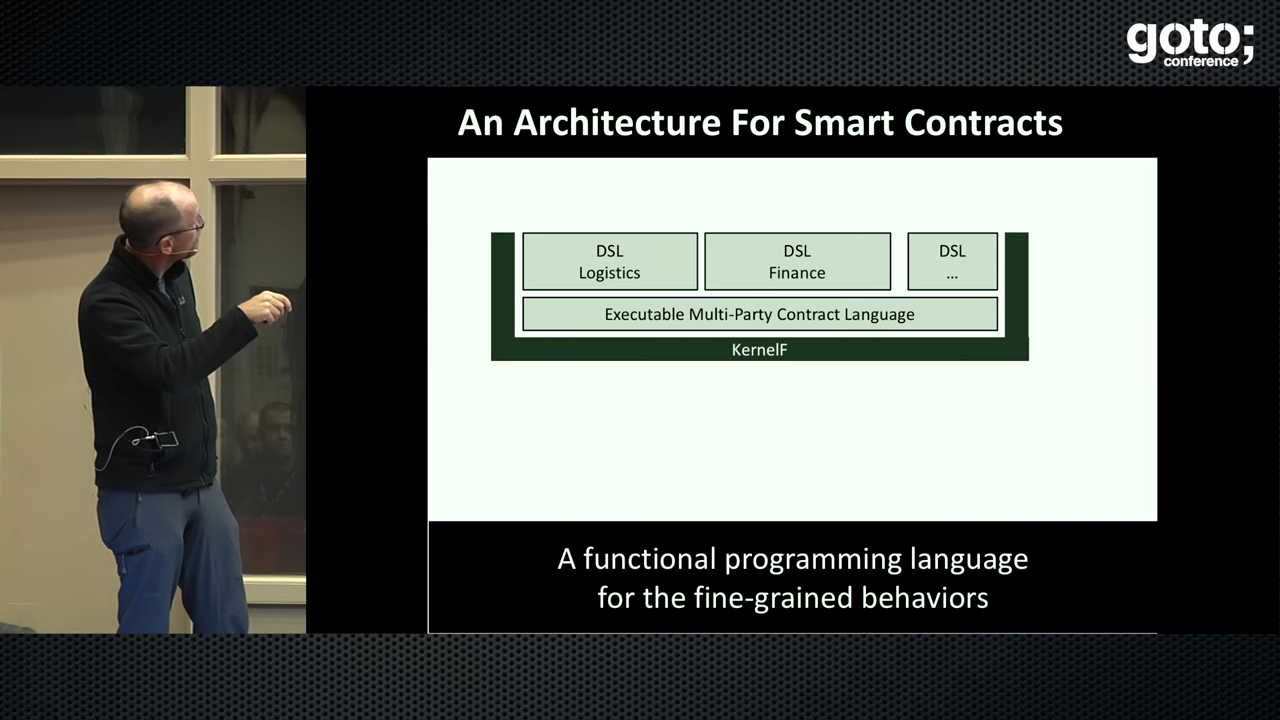 goto;
conference
An Architecture For Smart Contracts
DSL
Logistics
DSL
Finance
DSL
...
Executable Multi-Party Contract Language
KernelF
A functional programming language
for the fine-grained behaviors